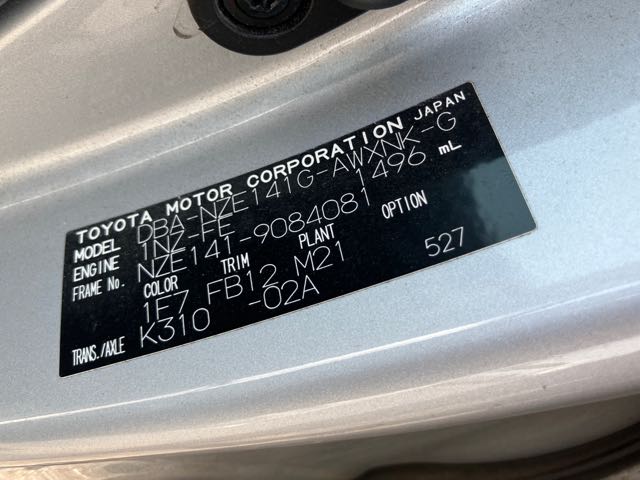 TOYOTA MOTOR CORPORATION JAPAN
MODEL DBA-NZE141G-AWXNK-G
ENGINE 1NZ-FE 1496 mL
FRAME No. NZE141-9084081
COLOR TRIM PLANT OPTION
1E7 FB12 M21 527
TRANS./AXLE K310 -02A